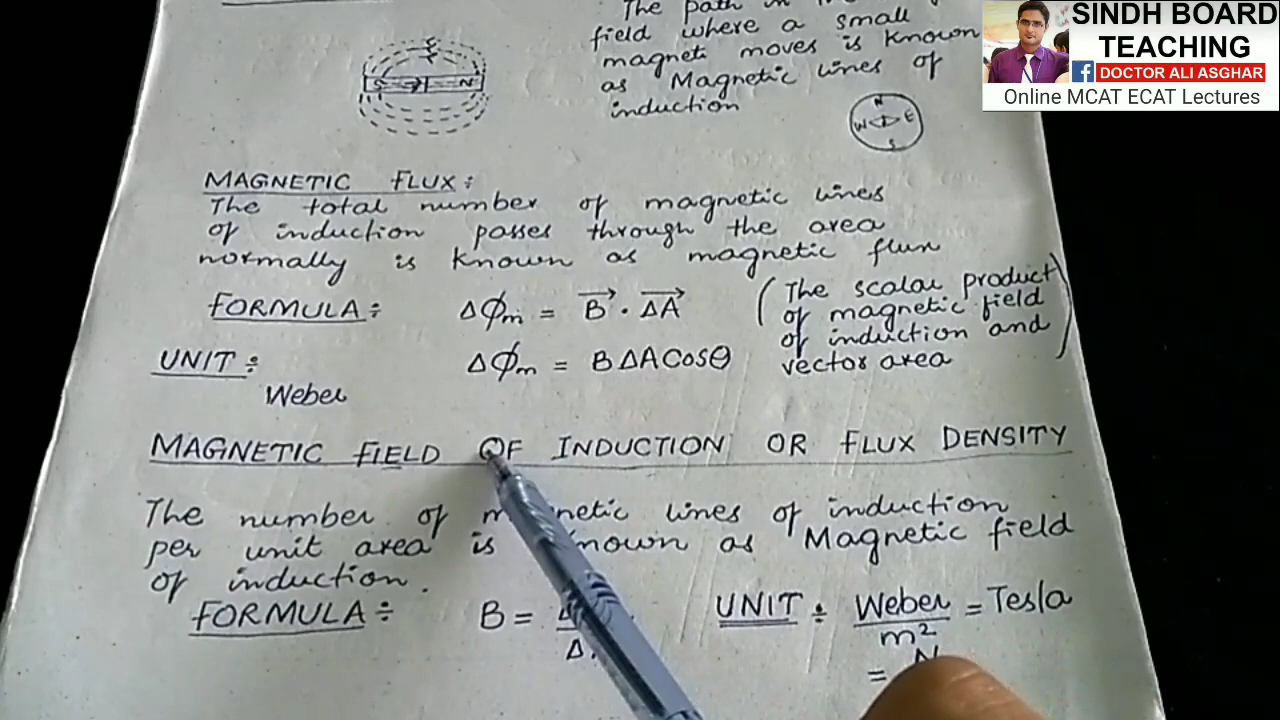 The path in
field where a small
magneti moves is known
as Magnetic lines of
induction
S N
N
W E
S
MAGNETIC FLUX:
The total number of magnetic lines
of induction passes through the area
normally is known as magnetic flux
FORMULA: Δφm = B · ΔA
(The scalar product
of magnetic field
of induction and
vector area)
UNIT: Δφm = BΔACosθ
Weber
MAGNETIC FIELD OF INDUCTION OR FLUX DENSITY
The number of lines of induction
per unit area is known as Magnetic field
of induction.
FORMULA: B =
UNIT: Weber/m² = Tesla
= N
SINDH BOARD
TEACHING
f DOCTOR ALI ASGHAR
Online MCAT ECAT Lectures